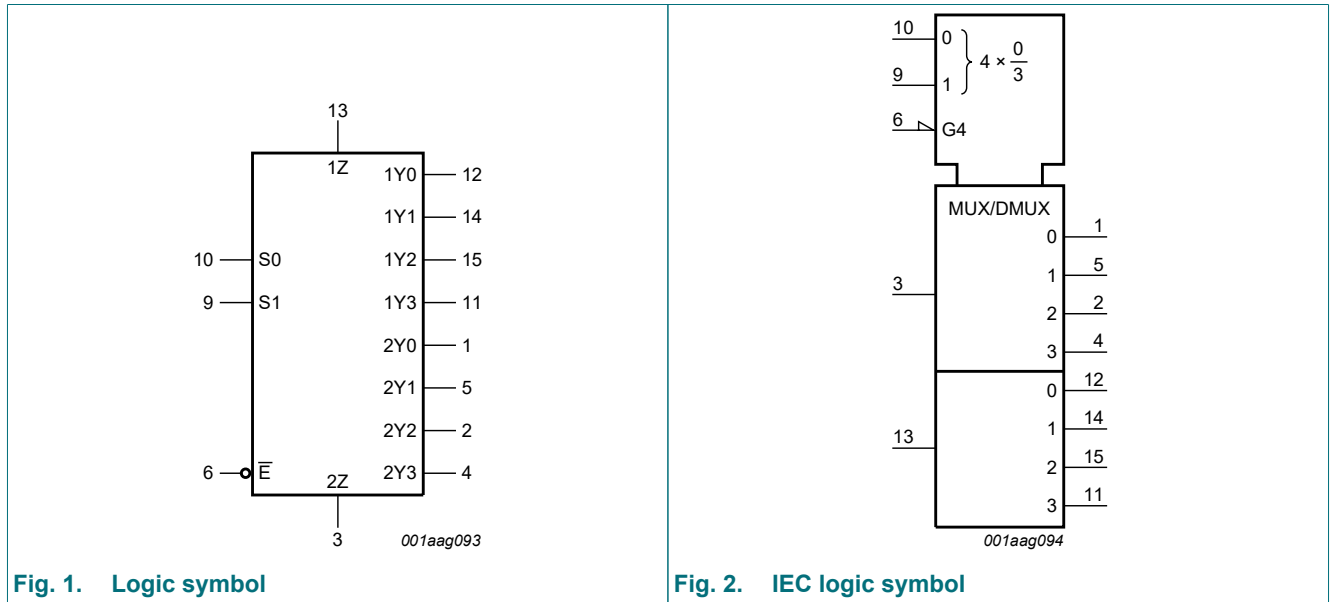 13
1Z
1Y0 12
1Y1 14
10 S0 1Y2 15
9 S1 1Y3 11
2Y0 1
2Y1 5
2Y2 2
6 E̅ 2Y3 4
2Z
3
001aag093
Fig. 1. Logic symbol
10 0
9 1
} 4 × 0/3
6 G4
MUX/DMUX
0 1
1 5
3
2 2
3 4
0 12
1 14
13
2 15
3 11
001aag094
Fig. 2. IEC logic symbol